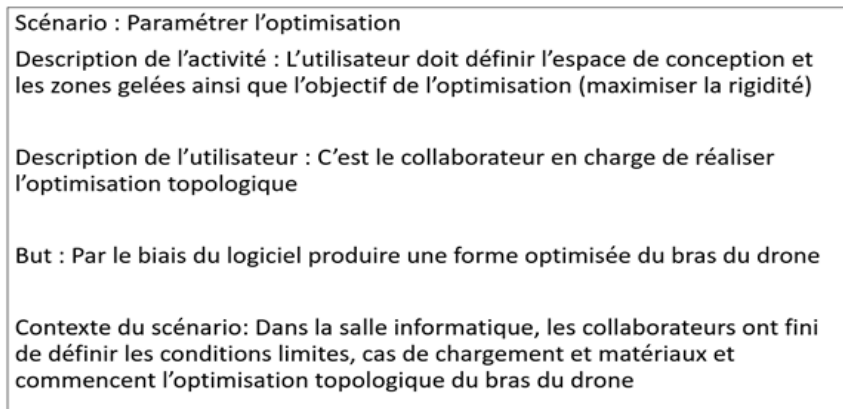 Scénario : Paramétrer l’optimisation
Description de l’activité : L’utilisateur doit définir l’espace de conception et
les zones gelées ainsi que l’objectif de l’optimisation (maximiser la rigidité)
Description de l’utilisateur : C’est le collaborateur en charge de réaliser
l’optimisation topologique
But : Par le biais du logiciel produire une forme optimisée du bras du drone
Contexte du scénario: Dans la salle informatique, les collaborateurs ont fini
de définir les conditions limites, cas de chargement et matériaux et
commencent l’optimisation topologique du bras du drone